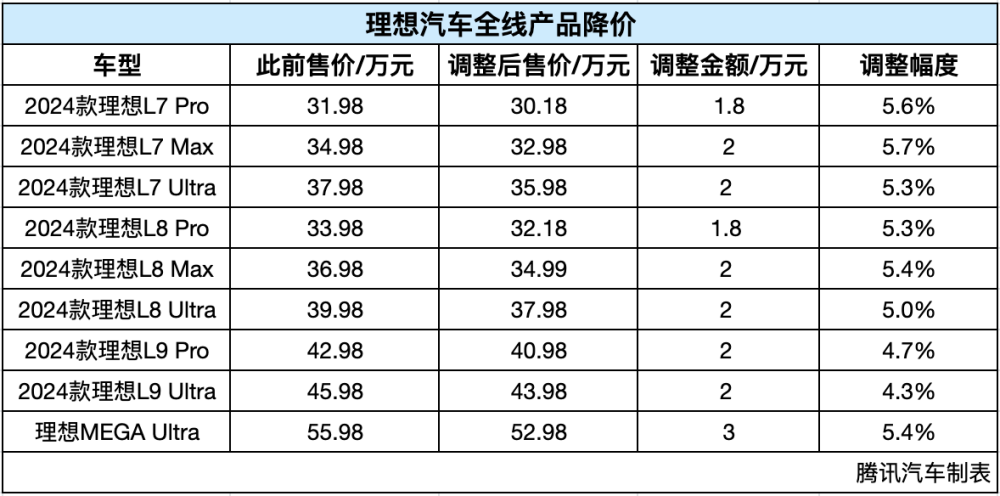 理想汽车全线产品降价
车型 此前售价/万元 调整后售价/万元 调整金额/万元 调整幅度
2024款理想L7 Pro 31.98 30.18 1.8 5.6%
2024款理想L7 Max 34.98 32.98 2 5.7%
2024款理想L7 Ultra 37.98 35.98 2 5.3%
2024款理想L8 Pro 33.98 32.18 1.8 5.3%
2024款理想L8 Max 36.98 34.99 2 5.4%
2024款理想L8 Ultra 39.98 37.98 2 5.0%
2024款理想L9 Pro 42.98 40.98 2 4.7%
2024款理想L9 Ultra 45.98 43.98 2 4.3%
理想MEGA Ultra 55.98 52.98 3 5.4%
腾讯汽车制表